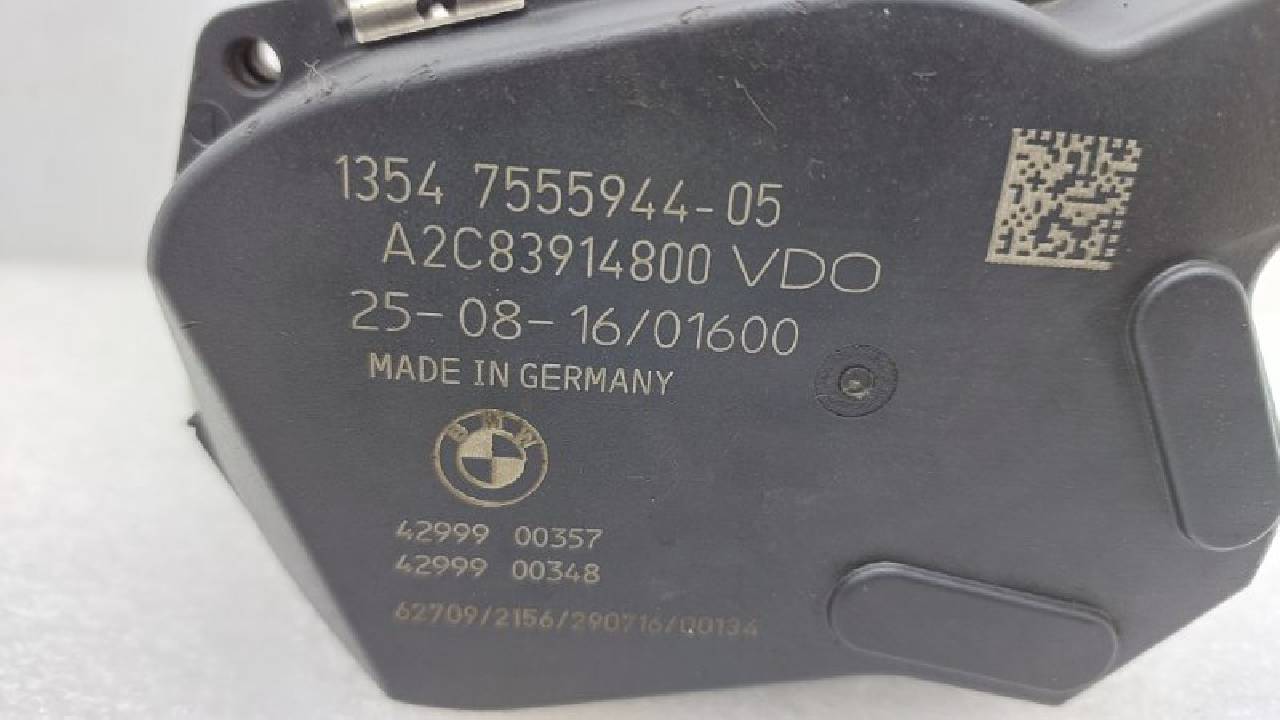 1354 7555944-05
A2C83914800 VDO
25-08-16/01600
MADE IN GERMANY
BMW
42999 00357
42999 00348
62709/2156/290716/00134